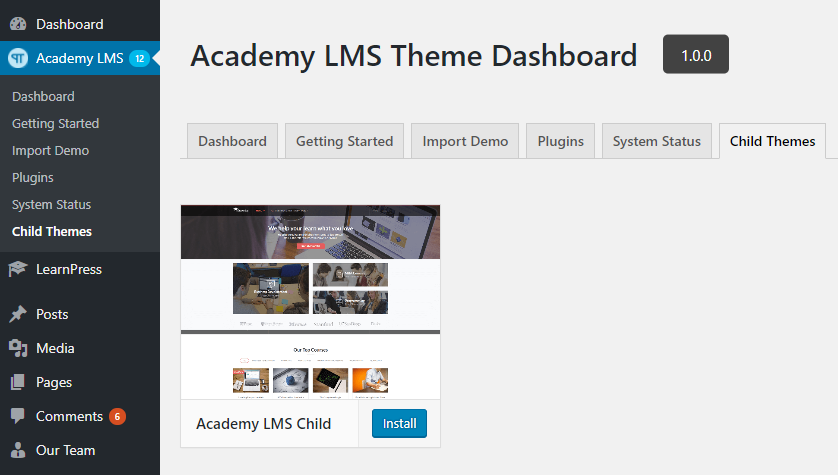 Dashboard
Academy LMS 12
Dashboard
Getting Started
Import Demo
Plugins
System Status
Child Themes
LearnPress
Posts
Media
Pages
Comments 6
Our Team
Academy LMS Theme Dashboard 1.0.0
Dashboard Getting Started Import Demo Plugins System Status Child Themes
We help your learn what you love
Our Top Courses
Academy LMS Child Install